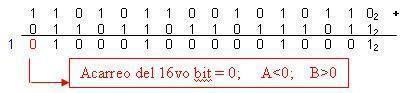 1 1 0 1 0 1 1 0 0 1 0 1 0 1 1 0₂ +
0 1 1 0 1 0 1 0 1 1 0 1 1 0 1 1₂
1 0 1 0 0 0 0 0 1 0 0 1 1 0 0 0 1₂
Acarreo del 16vo bit = 0; A<0; B>0